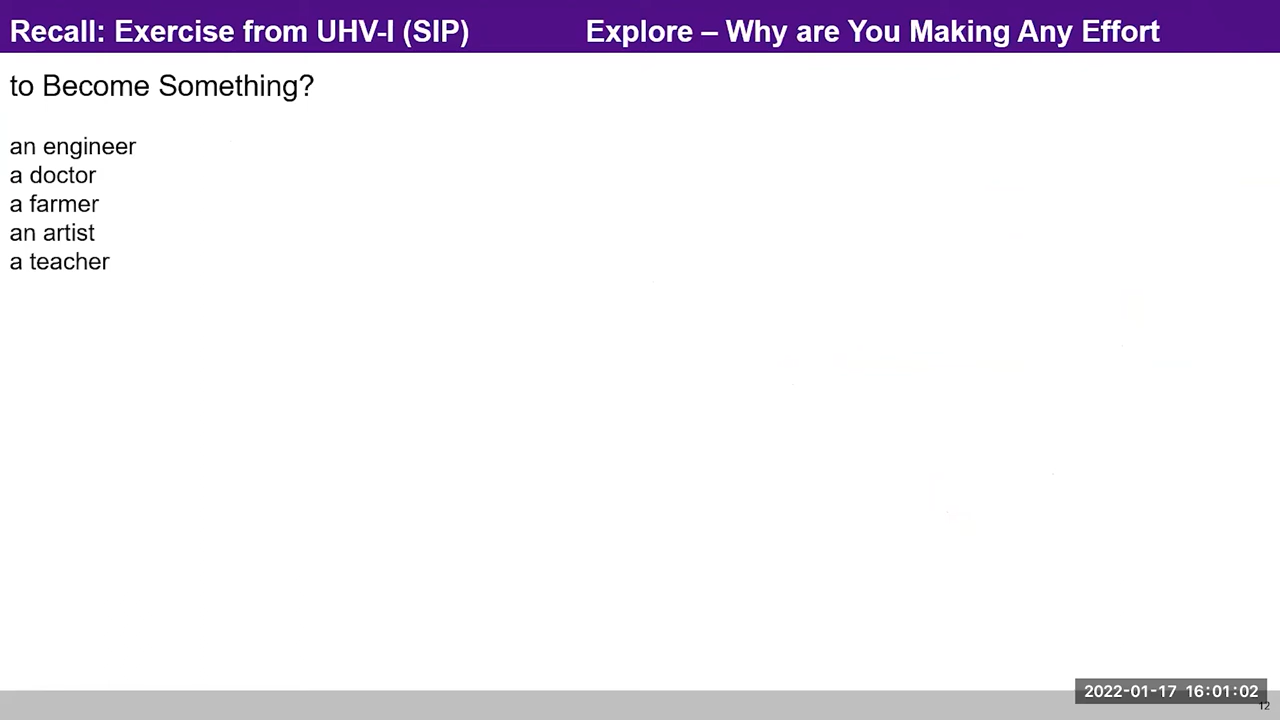 Recall: Exercise from UHV-I (SIP) Explore – Why are You Making Any Effort
to Become Something?
an engineer
a doctor
a farmer
an artist
a teacher
2022-01-17 16:01:02
12